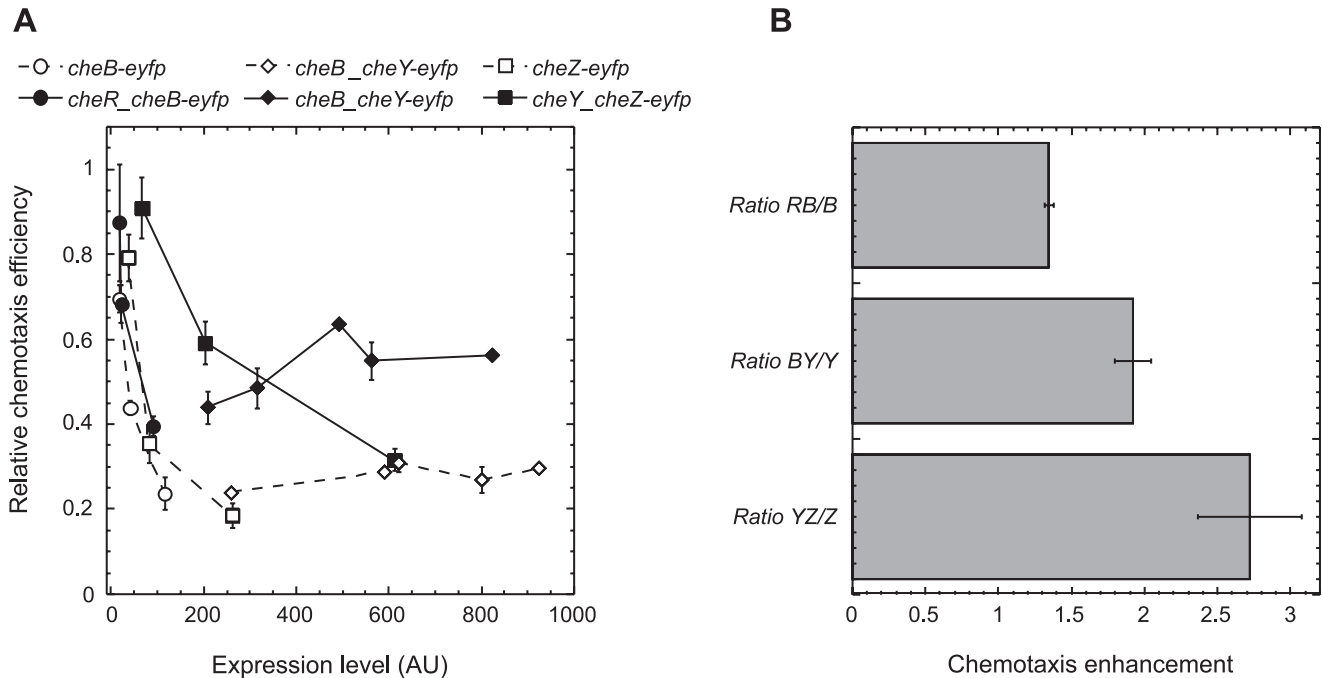 A
B
cheB-eyfp cheB_cheY-eyfp cheZ-eyfp
cheR_cheB-eyfp cheB_cheY-eyfp cheY_cheZ-eyfp
Relative chemotaxis efficiency
1
0.8
0.6
0.4
0.2
0
0 200 400 600 800 1000
Expression level (AU)
Ratio RB/B
Ratio BY/Y
Ratio YZ/Z
0 0.5 1 1.5 2 2.5 3
Chemotaxis enhancement